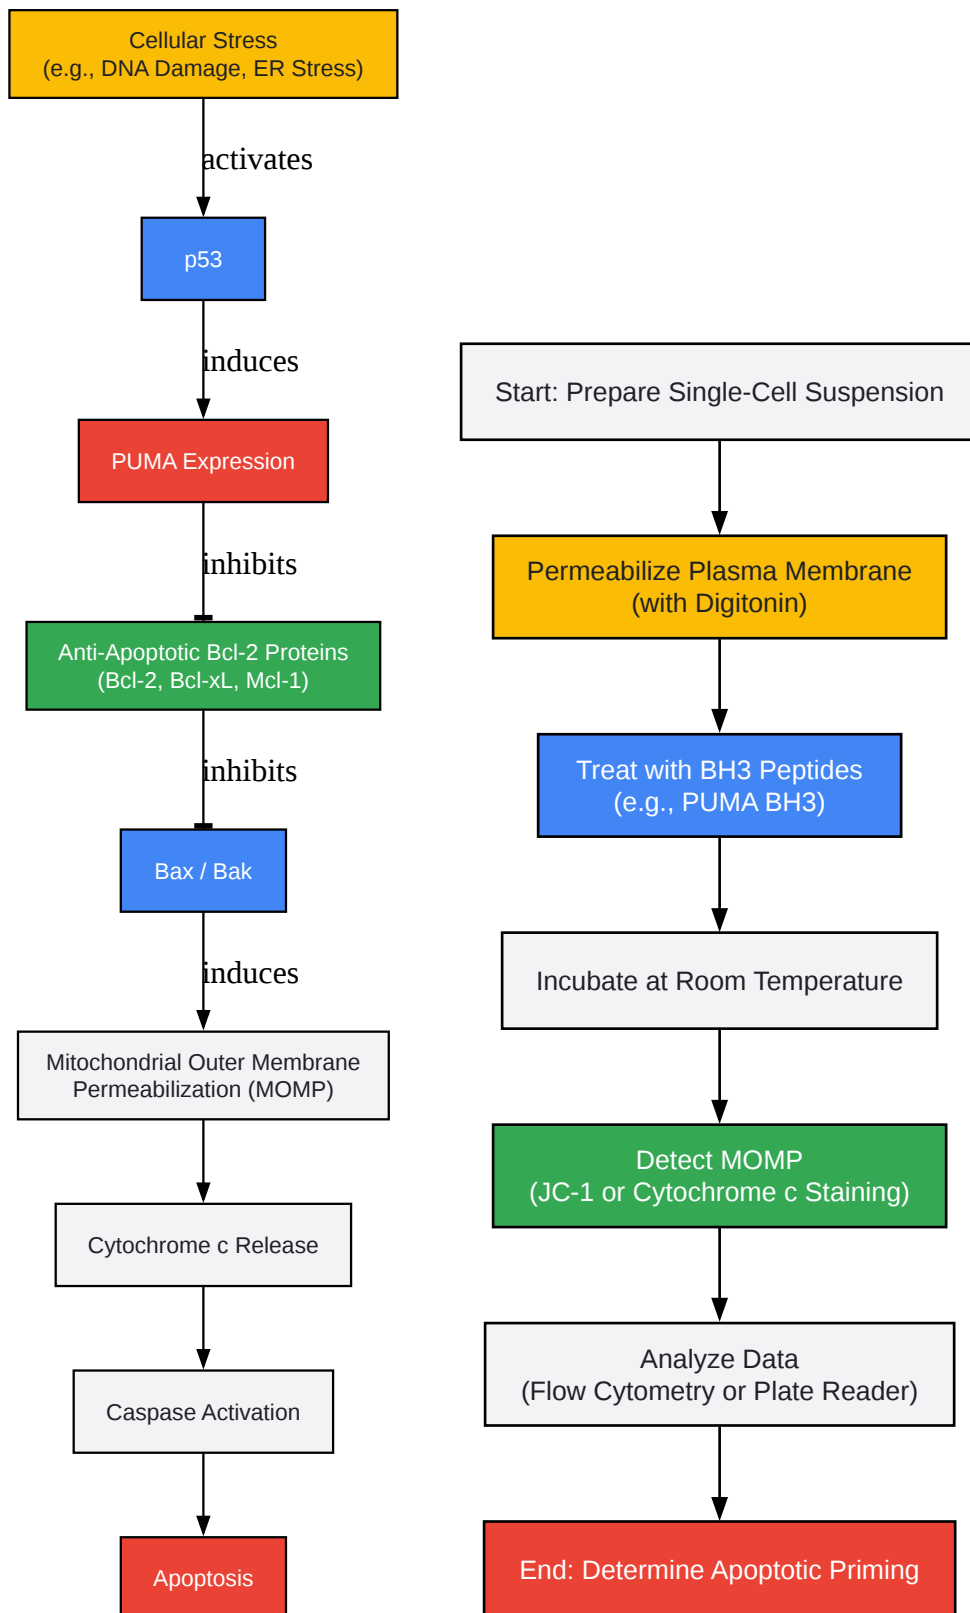 Cellular Stress
(e.g., DNA Damage, ER Stress)
activates
p53
induces
PUMA Expression
inhibits
Anti-Apoptotic Bcl-2 Proteins
(Bcl-2, Bcl-xL, Mcl-1)
inhibits
Bax / Bak
induces
Mitochondrial Outer Membrane
Permeabilization (MOMP)
Cytochrome c Release
Caspase Activation
Apoptosis
Start: Prepare Single-Cell Suspension
Permeabilize Plasma Membrane
(with Digitonin)
Treat with BH3 Peptides
(e.g., PUMA BH3)
Incubate at Room Temperature
Detect MOMP
(JC-1 or Cytochrome c Staining)
Analyze Data
(Flow Cytometry or Plate Reader)
End: Determine Apoptotic Priming